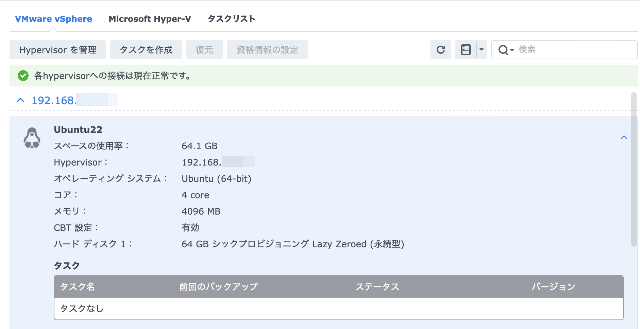 VMware vSphere Microsoft Hyper-V タスクリスト
Hypervisor を管理 タスクを作成 復元 資格情報の設定 検索
各hypervisorへの接続は現在正常です。
192.168.
Ubuntu22
スペースの使用率： 64.1 GB
Hypervisor： 192.168.
オペレーティング システム： Ubuntu (64-bit)
コア： 4 core
メモリ： 4096 MB
CBT 設定： 有効
ハード ディスク 1： 64 GB シックプロビジョニング Lazy Zeroed (永続型)
タスク
タスク名 前回のバックアップ ステータス バージョン
タスクなし